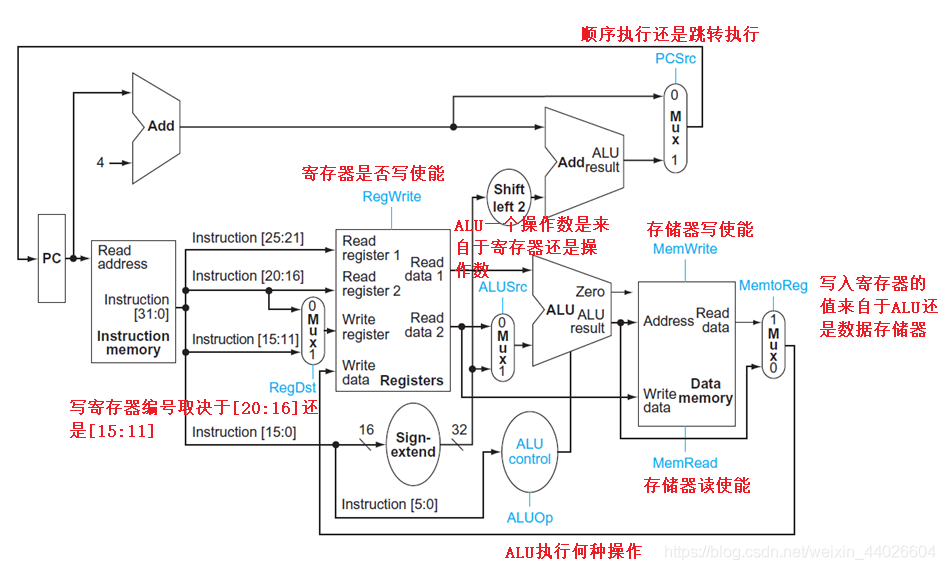 顺序执行还是跳转执行
PCSrc
0
Mux
1
Add
4
Add
ALU
result
Shift
left 2
寄存器是否写使能
RegWrite
ALU一个操作数是来
自于寄存器还是操
作数
ALUSrc
存储器写使能
MemWrite
MemtoReg
写入寄存器的
值来自于ALU还
是数据存储器
PC
Read
address
Instruction
[31:0]
Instruction
memory
Instruction [25:21]
Instruction [20:16]
Instruction [15:11]
0
Mux
1
RegDst
写寄存器编号取决于[20:16]还
是[15:11]
Read
register 1
Read
register 2
Write
register
Write
data
Read
data 1
Read
data 2
Registers
0
Mux
1
Zero
ALU
ALU
result
Address
Read
data
Write
data
Data
memory
1
Mux
0
MemRead
存储器读使能
Instruction [15:0]
16
Sign-
extend
32
ALU
control
Instruction [5:0]
ALUOp
ALU执行何种操作
https://blog.csdn.net/weixin_44026604